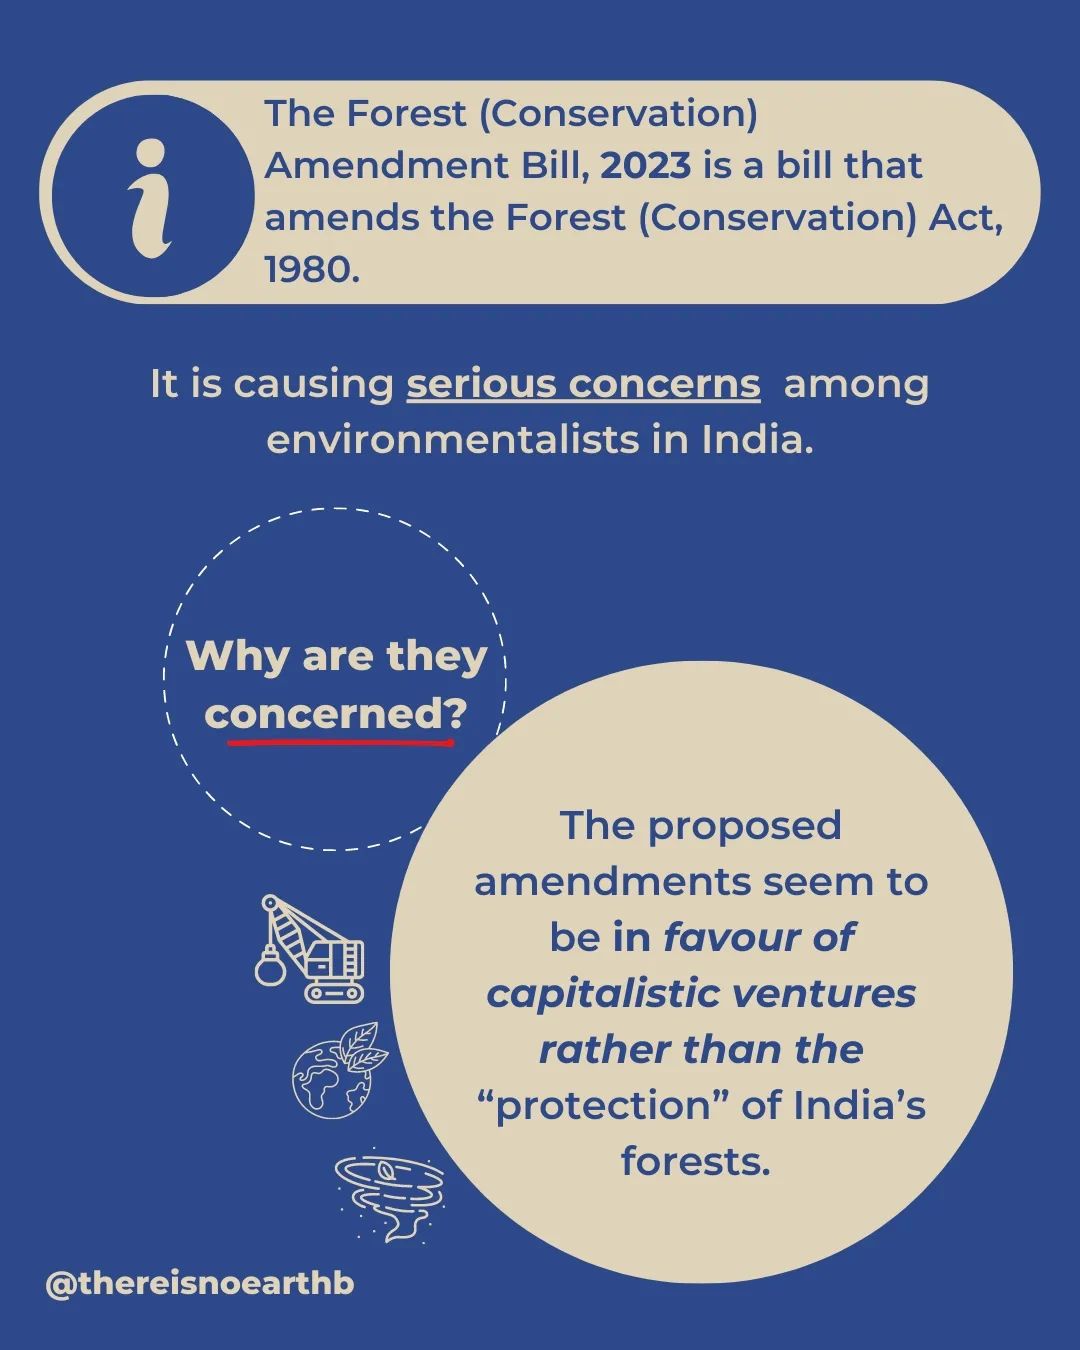 The Forest (Conservation)
Amendment Bill, 2023 is a bill that
amends the Forest (Conservation) Act,
1980.
It is causing serious concerns among
environmentalists in India.
Why are they
concerned?
The proposed
amendments seem to
be in favour of
capitalistic ventures
rather than the
“protection” of India’s
forests.
@thereisnoearthb